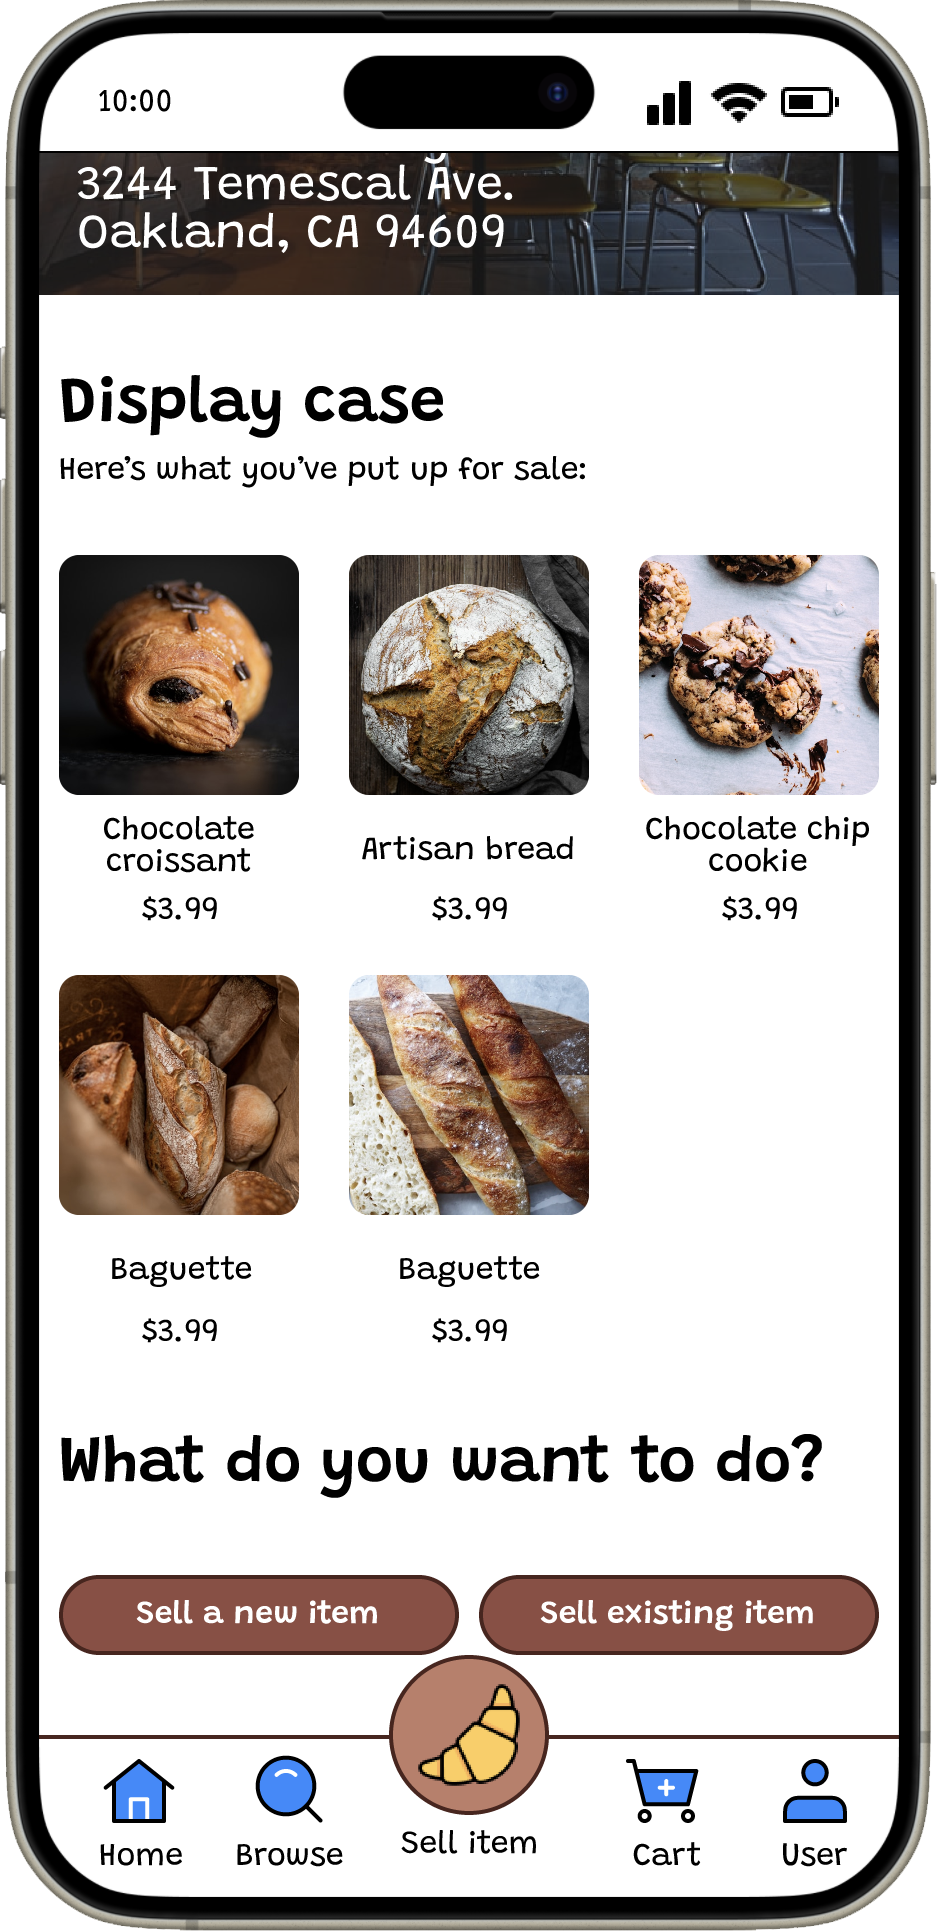 10:00
3244 Temescal Ave.
Oakland, CA 94609
Display case
Here's what you've put up for sale:
Chocolate
croissant
$3.99
Artisan bread
$3.99
Chocolate chip
cookie
$3.99
Baguette
$3.99
Baguette
$3.99
What do you want to do?
Sell a new item
Sell existing item
Home
Browse
Sell item
Cart
User